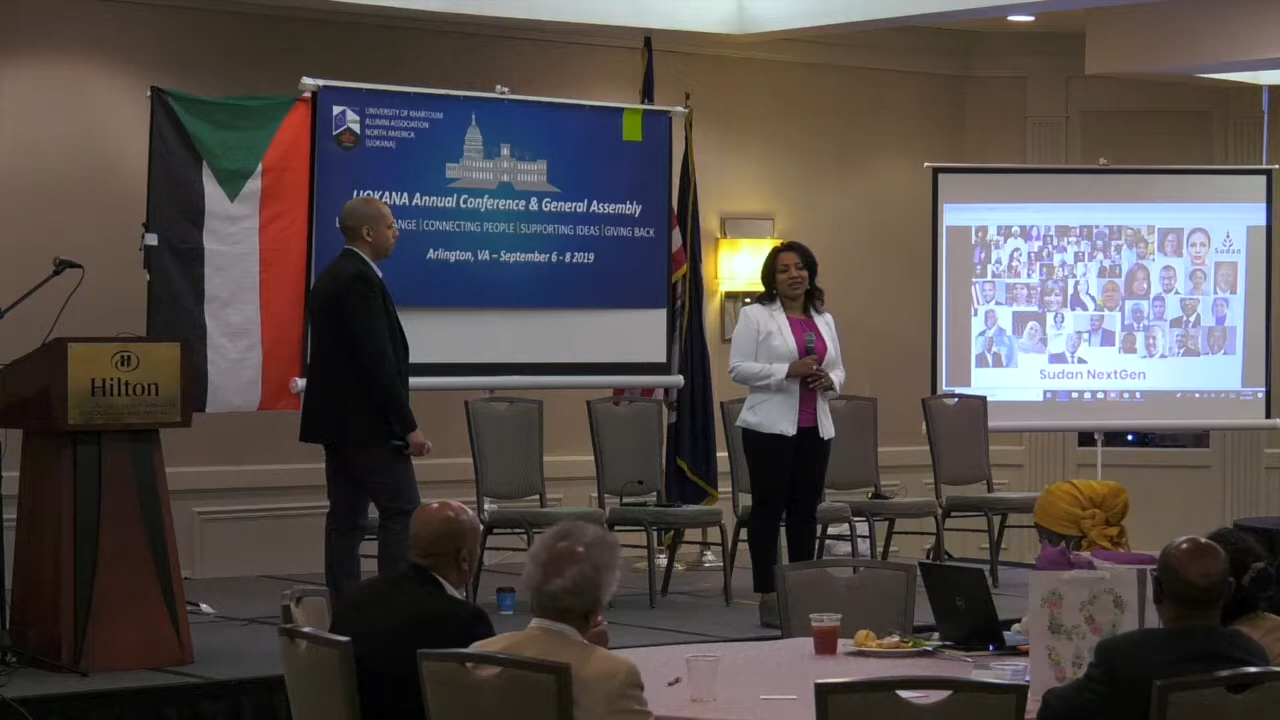 UNIVERSITY OF KHARTOUM
ALUMNI ASSOCIATION
NORTH AMERICA
(UOKANA)
UOKANA Annual Conference & General Assembly
CONNECTING PEOPLE | SUPPORTING IDEAS | GIVING BACK
Arlington, VA – September 6 - 8 2019
Hilton
Sudan
Sudan NextGen